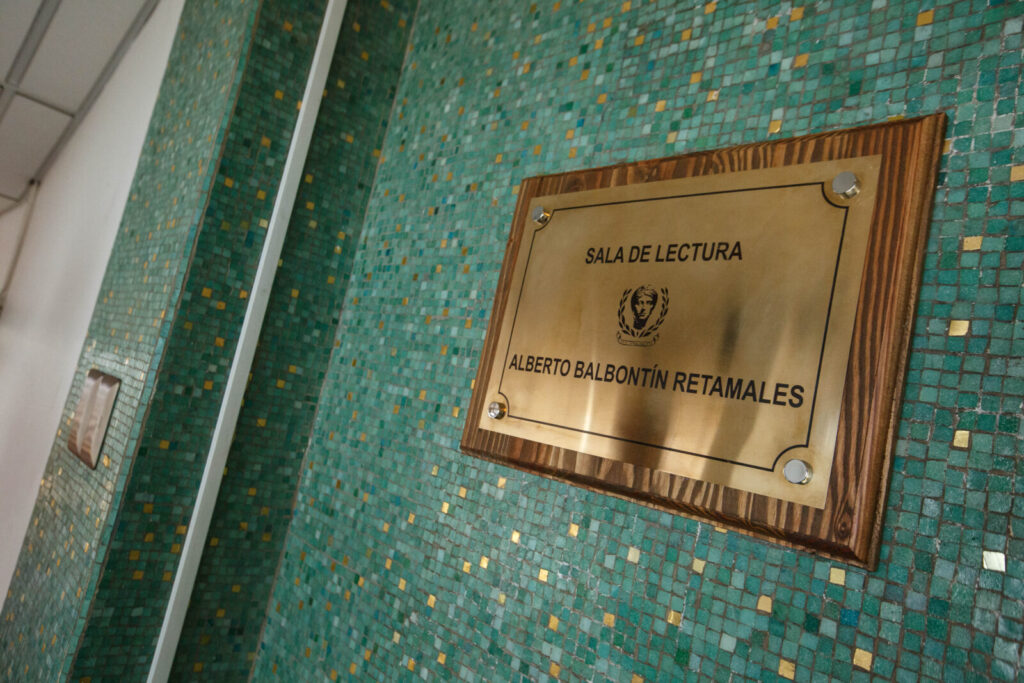 SALA DE LECTURA
ALBERTO BALBONTÍN RETAMALES